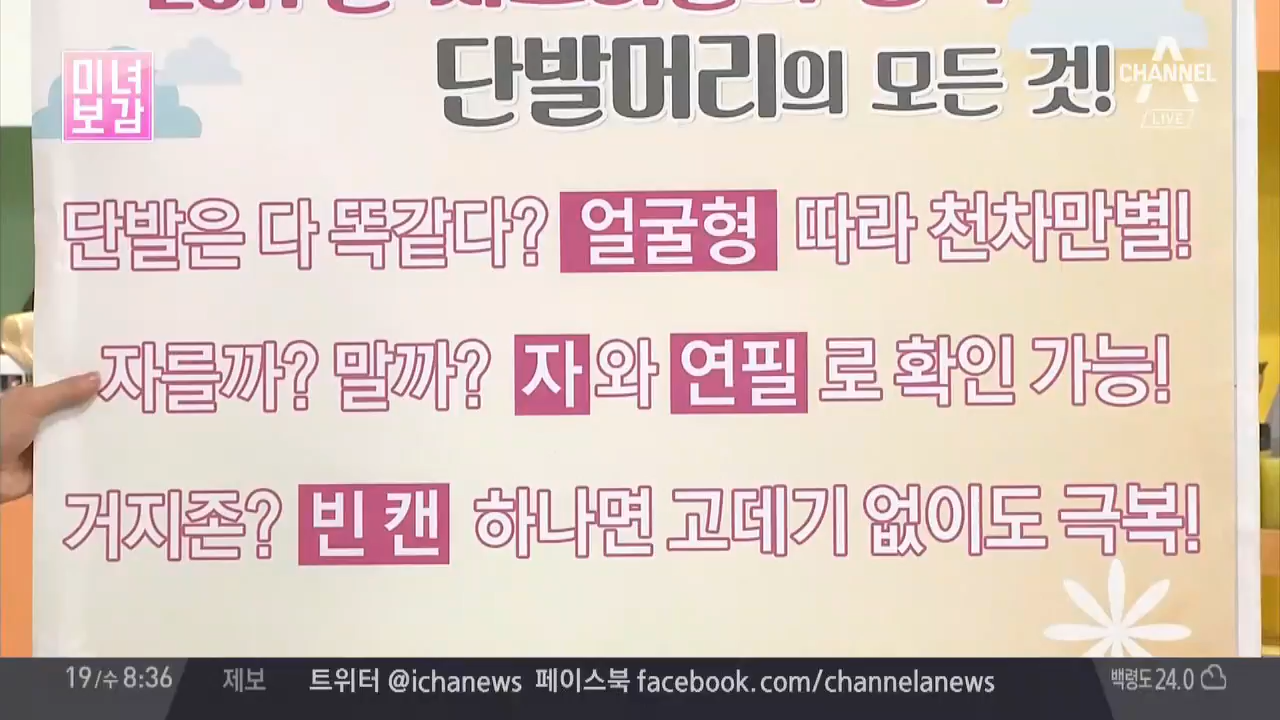 단발머리의 모든 것!
미녀
보감
CHANNEL A
LIVE
단발은 다 똑같다? 얼굴형 따라 천차만별!
자를까? 말까? 자와 연필로 확인 가능!
거지존? 빈 캔 하나면 고데기 없이도 극복!
19/수 8:36 제보 트위터 @ichanews 페이스북 facebook.com/channelanews 백령도 24.0